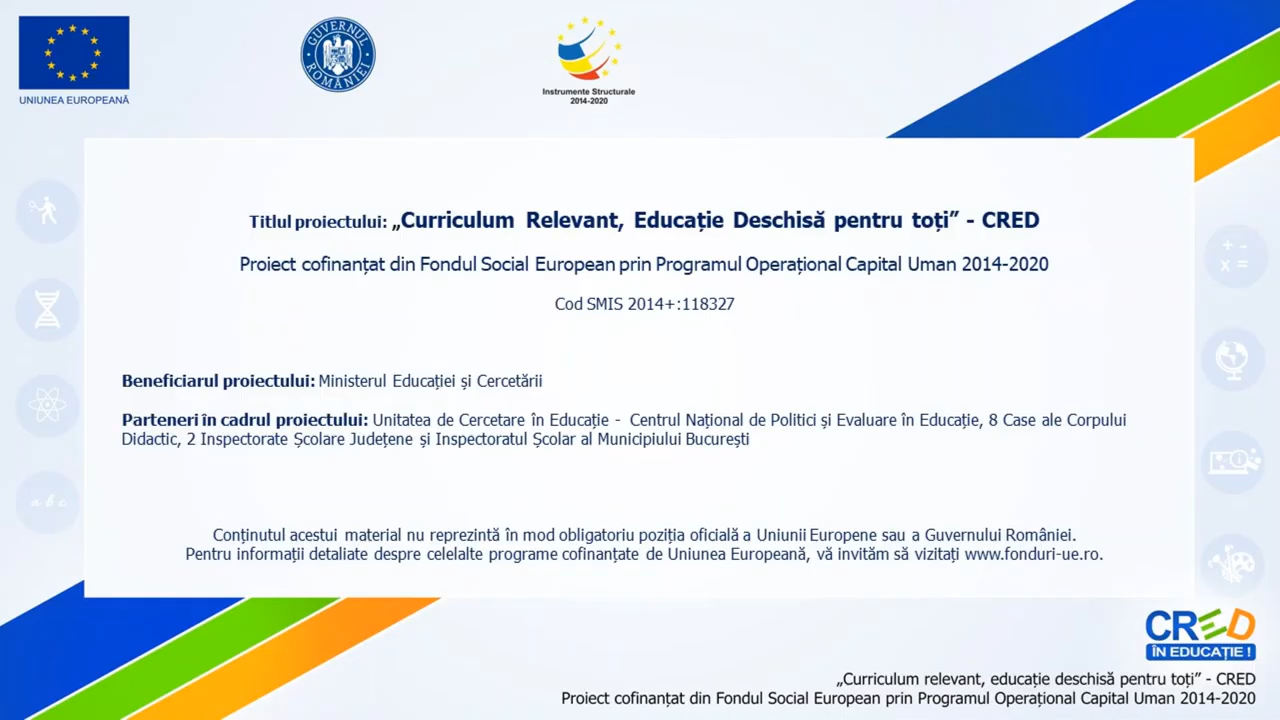 UNIUNEA EUROPEANĂ
GUVERNUL ROMÂNIEI
Instrumente Structurale
2014-2020
Titlul proiectului: „Curriculum Relevant, Educație Deschisă pentru toți” - CRED
Proiect cofinanțat din Fondul Social European prin Programul Operațional Capital Uman 2014-2020
Cod SMIS 2014+:118327
Beneficiarul proiectului: Ministerul Educației și Cercetării
Parteneri în cadrul proiectului: Unitatea de Cercetare în Educație - Centrul Național de Politici și Evaluare în Educație, 8 Case ale Corpului
Didactic, 2 Inspectorate Școlare Județene și Inspectoratul Școlar al Municipiului București
Conținutul acestui material nu reprezintă în mod obligatoriu poziția oficială a Uniunii Europene sau a Guvernului României.
Pentru informații detaliate despre celelalte programe cofinanțate de Uniunea Europeană, vă invităm să vizitați www.fonduri-ue.ro.
+ -
x =
a b c
CRED
ÎN EDUCAȚIE !
„Curriculum relevant, educație deschisă pentru toți” - CRED
Proiect cofinanțat din Fondul Social European prin Programul Operațional Capital Uman 2014-2020